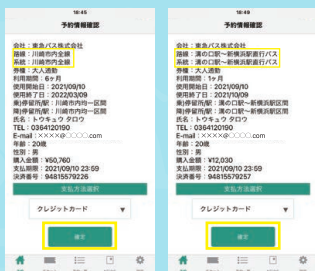 16:45
予約情報確認
会社：東急バス株式会社
路線：川崎市内全線
系統：川崎市内全線
券種：大人通勤
利用期間：6ヶ月
使用開始日：2021/09/10
使用終了日：2022/03/09
乗)停留所/駅：川崎市内均一区間
降)停留所/駅：川崎市内均一区間
氏名：トウキュウ タロウ
TEL：0364120190
E-mail：××××@○○○○.com
年齢：20歳
性別：男
購入金額：¥50,760
支払期限：2021/09/10 23:59
決済番号：94815579226
支払方法選択
クレジットカード ▼
確定
16:49
予約情報確認
会社：東急バス株式会社
路線：溝の口駅～新横浜駅直行バス
系統：溝の口駅～新横浜駅直行バス
券種：大人通勤
利用期間：1ヶ月
使用開始日：2021/09/10
使用終了日：2021/10/09
乗)停留所/駅：溝の口駅～新横浜駅区間
降)停留所/駅：溝の口駅～新横浜駅区間
氏名：トウキュウ タロウ
TEL：0364120190
E-mail：××××@○○○○.com
年齢：20歳
性別：男
購入金額：¥12,030
支払期限：2021/09/10 23:59
決済番号：94815579257
支払方法選択
クレジットカード ▼
確定